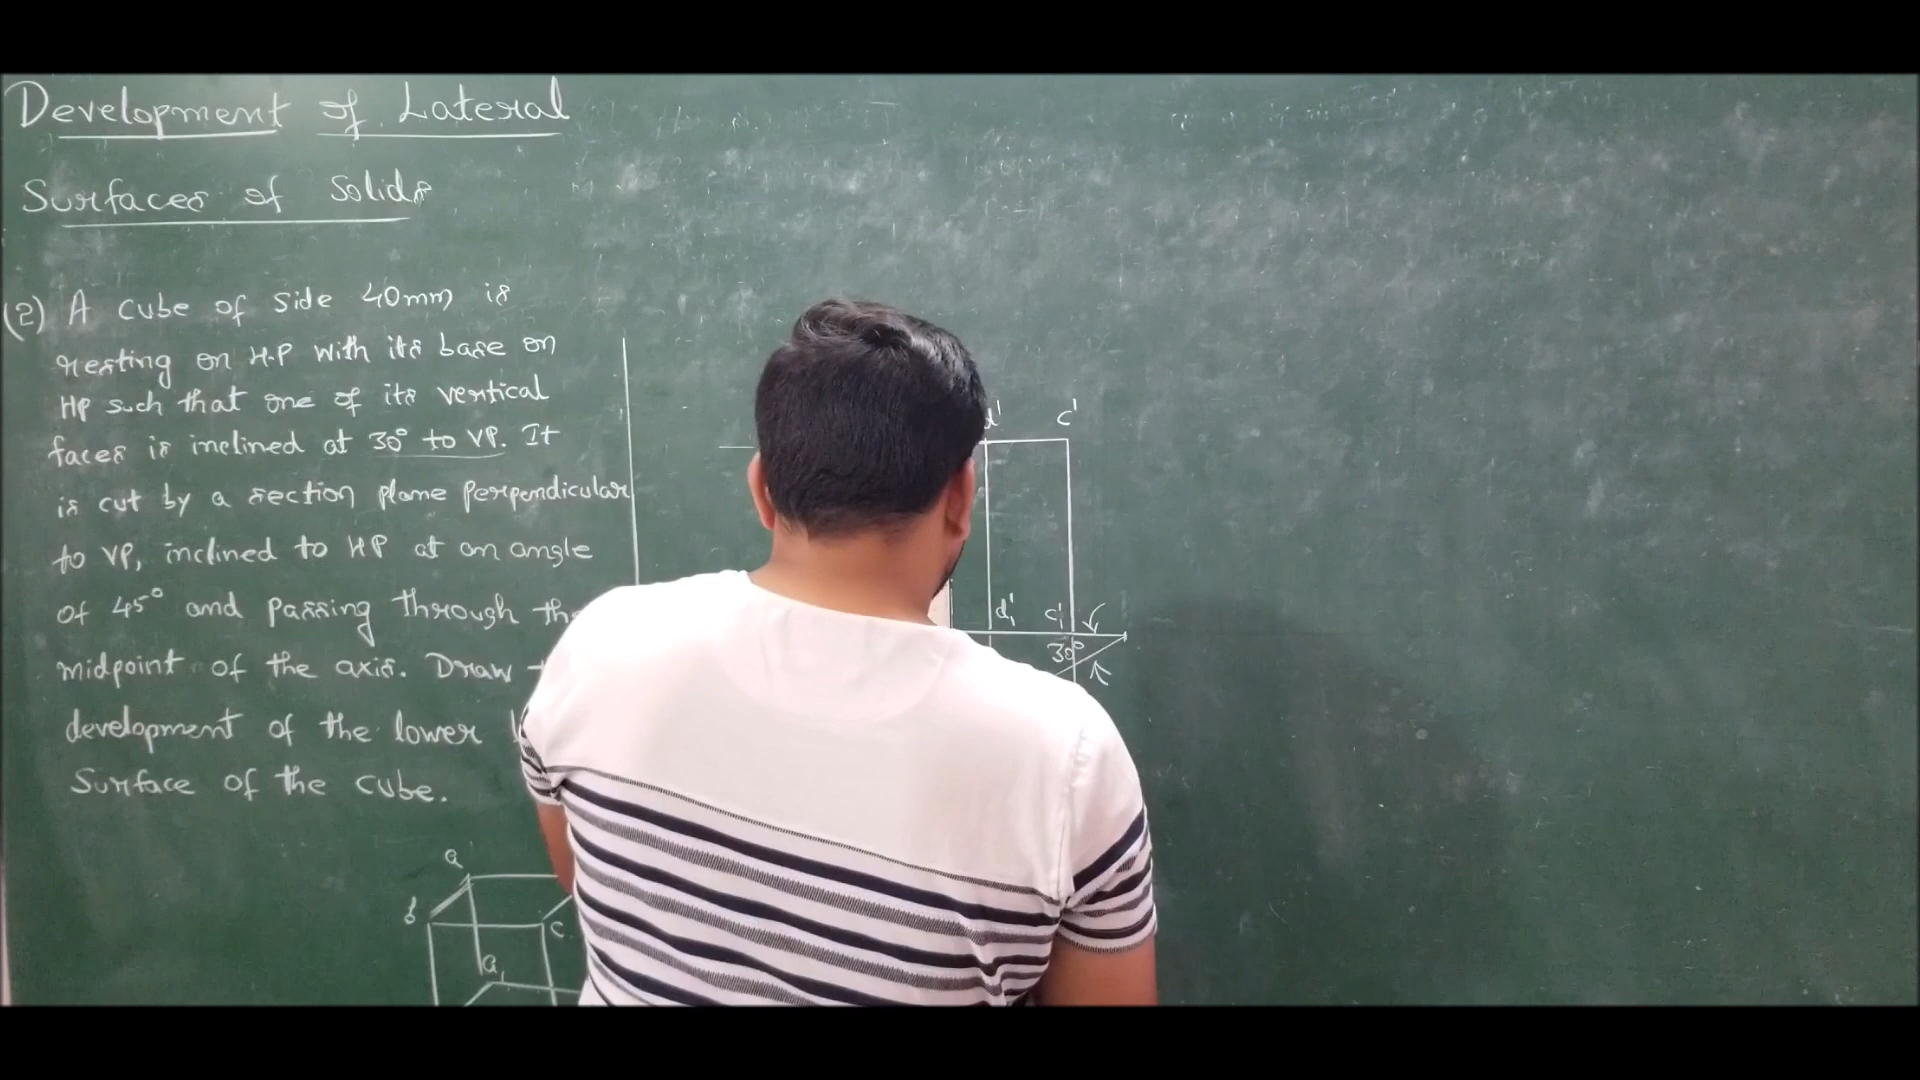 Development of Lateral
Surfaces of Solids
(2) A cube of side 40mm is
resting on H.P with its base on
HP such that one of its vertical
faces is inclined at 30° to VP. It
is cut by a section plane perpendicular
to VP, inclined to HP at an angle
of 45° and passing through
midpoint of the axis. Draw
development of the lower
Surface of the cube.
d' c'
d₁' c₁'
30°
a
b
c
a₁